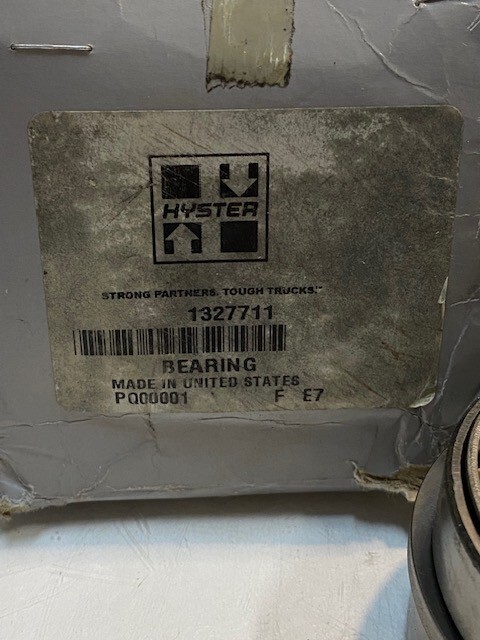 HYSTER
STRONG PARTNERS. TOUGH TRUCKS.™
1327711
BEARING
MADE IN UNITED STATES
PQ00001 F E7